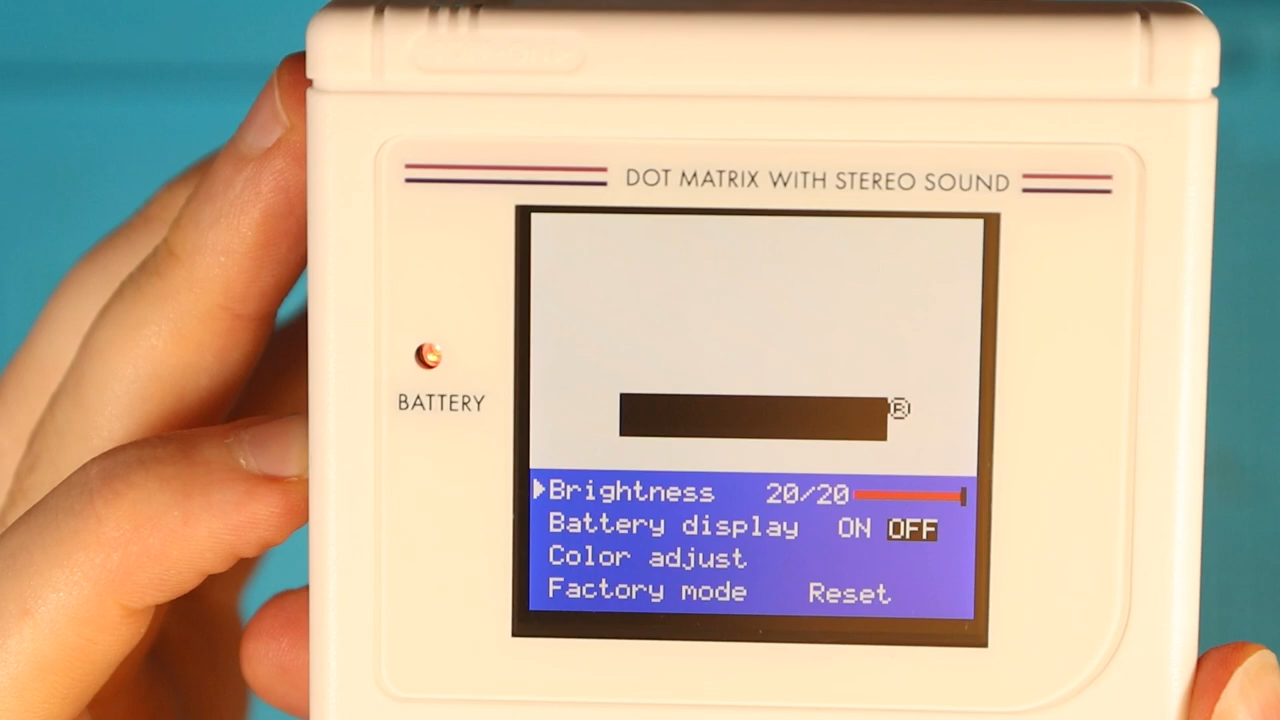 DOT MATRIX WITH STEREO SOUND
BATTERY
®
Brightness 20/20
Battery display ON OFF
Color adjust
Factory mode Reset